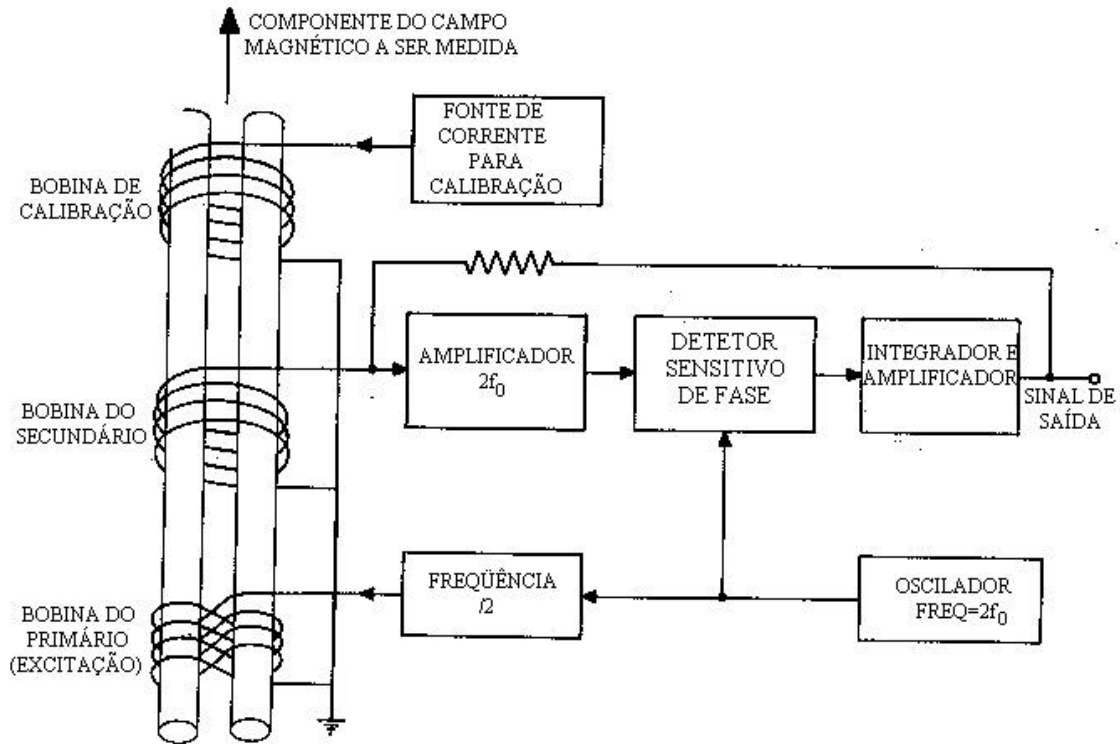 COMPONENTE DO CAMPO
MAGNÉTICO A SER MEDIDA
FONTE DE
CORRENTE
PARA
CALIBRAÇÃO
BOBINA DE
CALIBRAÇÃO
AMPLIFICADOR
2f0
DETETOR
SENSITIVO
DE FASE
INTEGRADOR E
AMPLIFICADOR
SINAL DE
SAÍDA
BOBINA DO
SECUNDÁRIO
FREQÜÊNCIA
/2
OSCILADOR
FREQ=2f0
BOBINA DO
PRIMÁRIO
(EXCITAÇÃO)